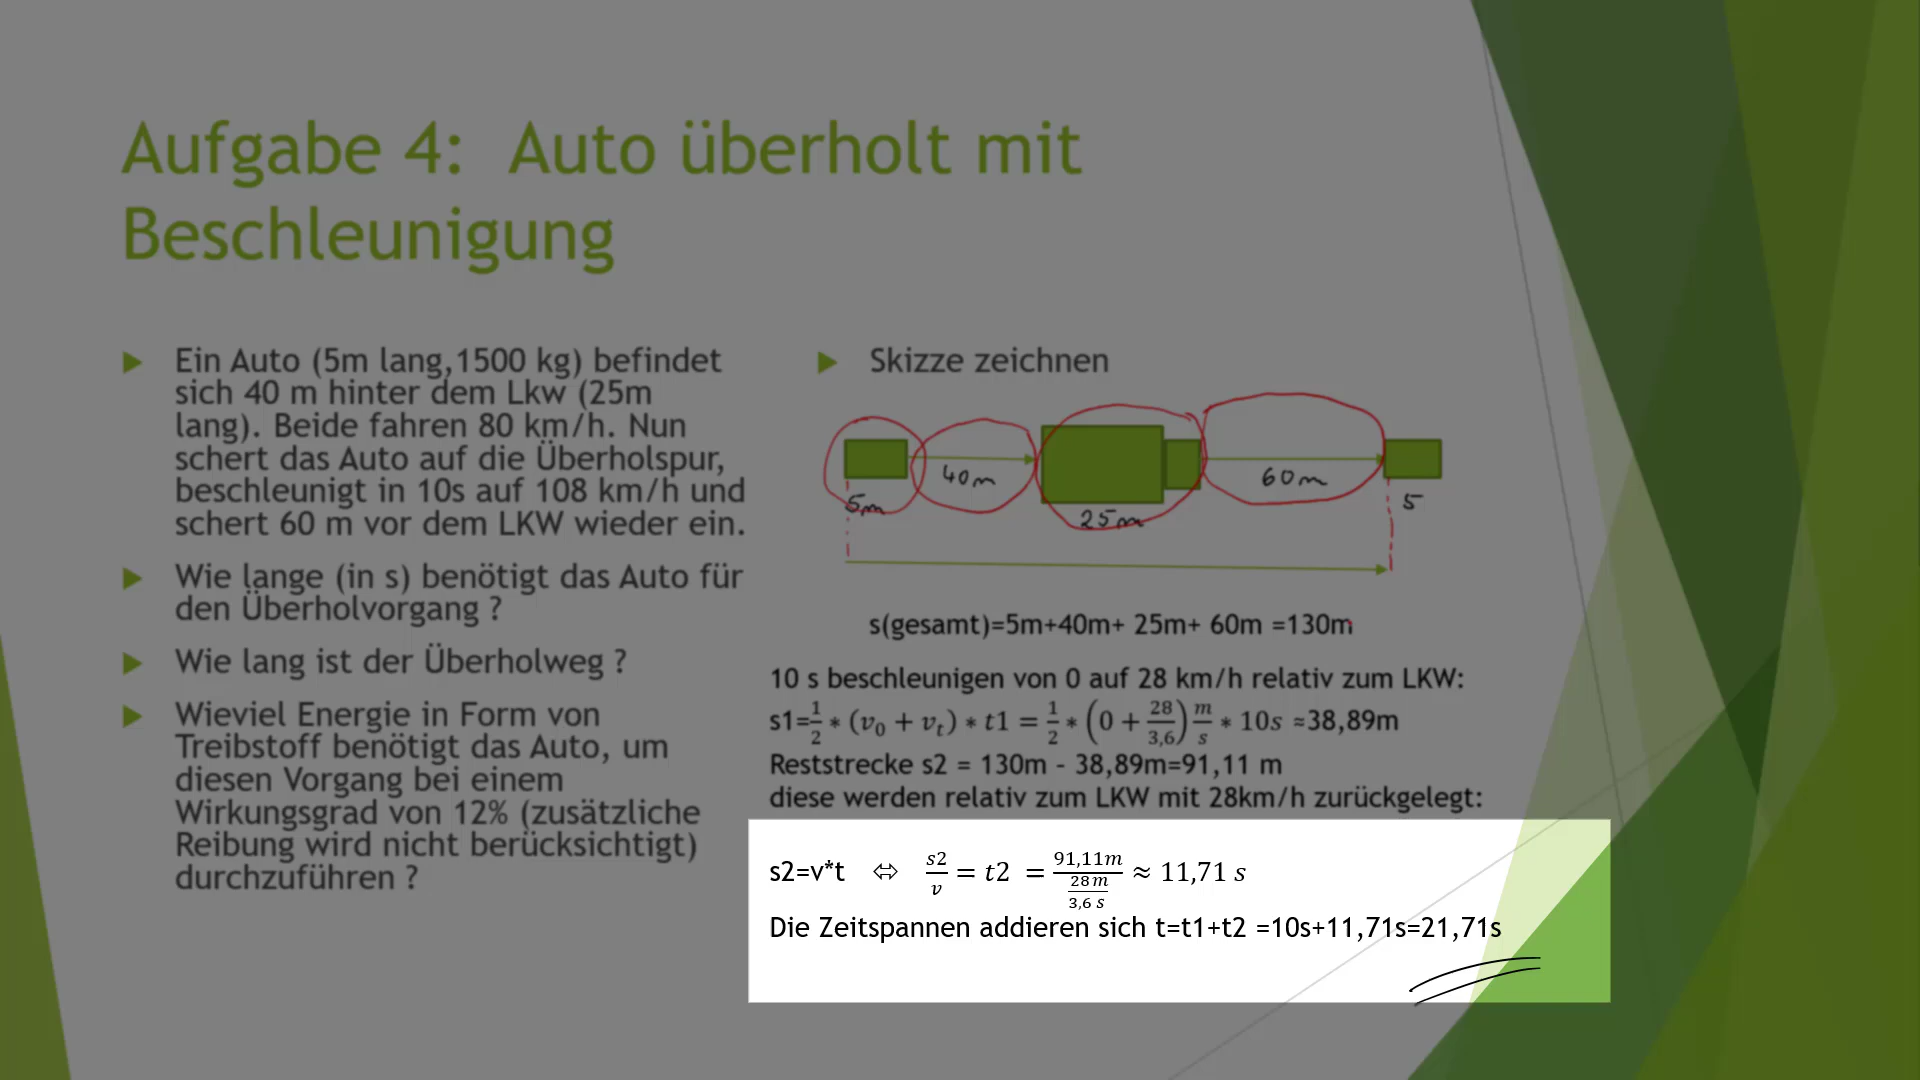 Aufgabe 4: Auto überholt mit
Beschleunigung
Ein Auto (5m lang,1500 kg) befindet
sich 40 m hinter dem Lkw (25m
lang). Beide fahren 80 km/h. Nun
schert das Auto auf die Überholspur,
beschleunigt in 10s auf 108 km/h und
schert 60 m vor dem LKW wieder ein.
Wie lange (in s) benötigt das Auto für
den Überholvorgang ?
Wie lang ist der Überholweg ?
Wieviel Energie in Form von
Treibstoff benötigt das Auto, um
diesen Vorgang bei einem
Wirkungsgrad von 12% (zusätzliche
Reibung wird nicht berücksichtigt)
durchzuführen ?
Skizze zeichnen
40m
60m
5m
25m
5
s(gesamt)=5m+40m+ 25m+ 60m =130m
10 s beschleunigen von 0 auf 28 km/h relativ zum LKW:
s1=1/2 * (v₀ + vₜ) * t1 = 1/2 * (0 + 28/3,6) m/s * 10s ≈38,89m
Reststrecke s2 = 130m - 38,89m=91,11 m
diese werden relativ zum LKW mit 28km/h zurückgelegt:
s2=v*t ⇔ s2/v = t2 = 91,11m/(28 m/3,6 s) ≈ 11,71 s
Die Zeitspannen addieren sich t=t1+t2 =10s+11,71s=21,71s